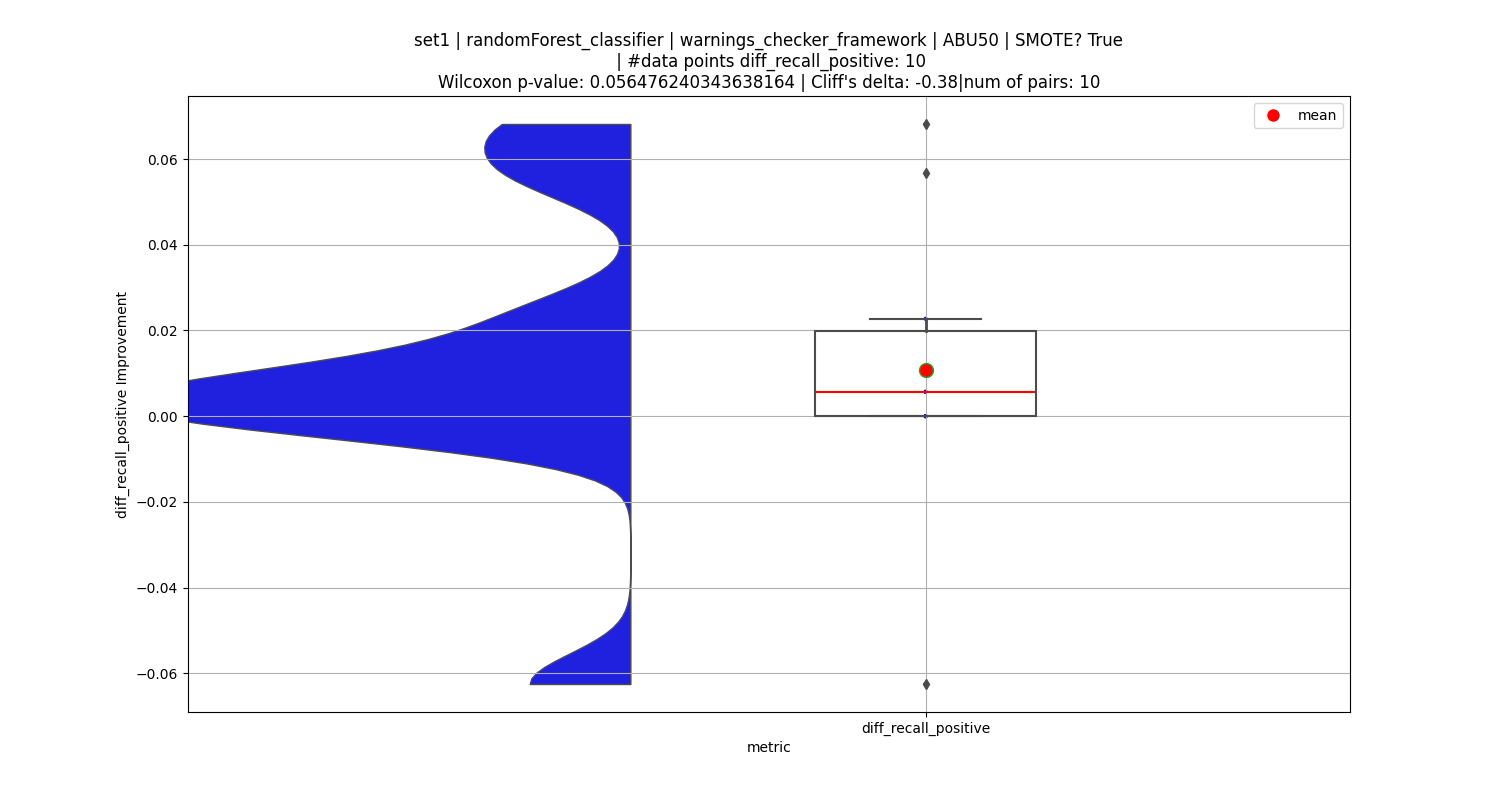 set1 | randomForest_classifier | warnings_checker_framework | ABU50 | SMOTE? True
| #data points diff_recall_positive: 10
Wilcoxon p-value: 0.056476240343638164 | Cliff's delta: -0.38|num of pairs: 10
mean
0.06
0.04
0.02
0.00
−0.02
−0.04
−0.06
diff_recall_positive Improvement
diff_recall_positive
metric